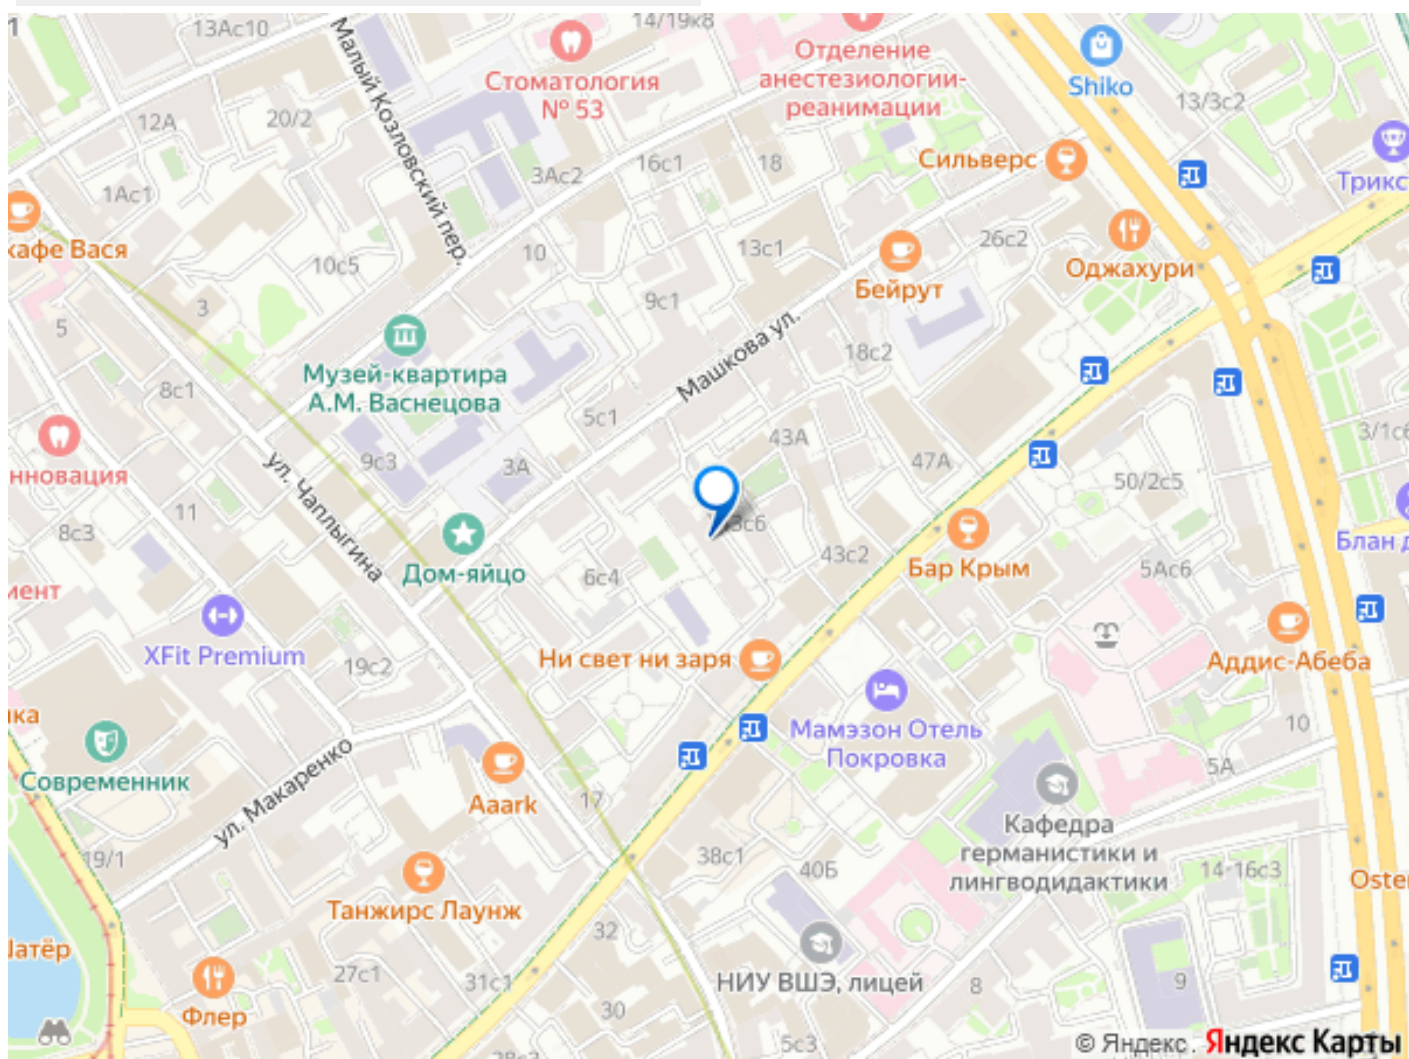 1
13Ас10
14/19к8
Малый Козловский пер.
Стоматология
№ 53
Отделение
анестезиологии-
реанимации
Shiko
13/3с2
12А
20/2
16с1
18
3Ас2
Сильверс
Трикс
1Ас1
кафе Вася
10с5
10
13с1
26с2
Оджахури
Бейрут
9с1
3
5
Музей-квартира
А.М. Васнецова
Машкова ул.
18с2
8с1
5с1
43А
3/1с6
нновация
9с3
3А
47А
50/2с5
ул. Чаплыгина
11
8с3
43с2
Бар Крым
Блан д
5Ас6
Дом-яйцо
6с4
иент
XFit Premium
19с2
Ни свет ни заря
Аддис-Абеба
ка
Мамэзон Отель
Покровка
10
5А
Современник
ул. Макаренко
Aaark
17
Кафедра
германистики и
лингводидактики
19/1
38с1
40Б
14-16с3
Oste
Танжирс Лаунж
32
Шатёр
27с1
31с1
НИУ ВШЭ, лицей
8
9
Флер
30
5с3
© Яндекс. Яндекс Карты